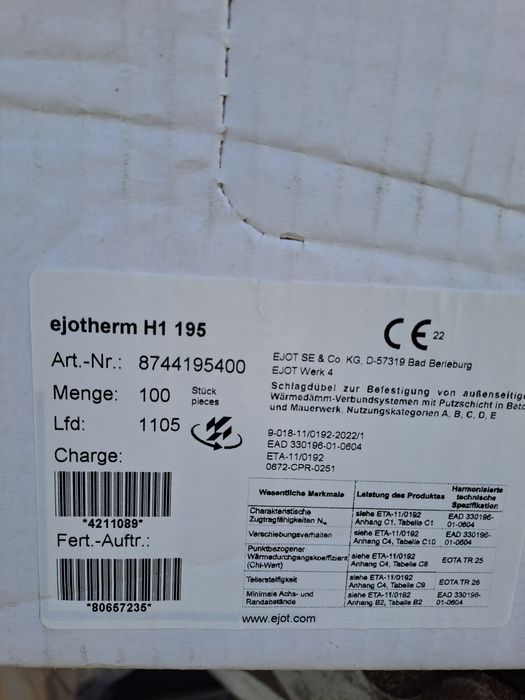 ejotherm H1 195
Art.-Nr.: 8744195400
Menge: 100 Stück pieces
Lfd: 1105
Charge:
*4211089*
Fert.-Auftr.:
*80657235*
CE 22
EJOT SE & Co. KG, D-57319 Bad Berleburg
EJOT Werk 4
Schlagdübel zur Befestigung von außenseitige
Wärmedämm-Verbundsystemen mit Putzschicht in Beto
und Mauerwerk, Nutzungskategorien A, B, C, D, E
9-018-11/0192-2022/1
EAD 330196-01-0604
ETA-11/0192
0672-CPR-0251
Wesentliche Merkmale Leistung des Produktes Harmonisierte technische Spezifikation
Charakteristische Zugtragfähigkeiten siehe ETA-11/0192 Anhang C1, Tabelle C1 EAD 330196-01-0604
Verschiebungsverhalten siehe ETA-11/0192 Anhang C4, Tabelle C10 EAD 330196-01-0604
Punktbezogener Wärmedurchgangskoeffizient (Chi-Wert) siehe ETA-11/0192 Anhang C4, Tabelle C8 EOTA TR 25
Tellersteifigkeit siehe ETA-11/0192 Anhang C4, Tabelle C9 EOTA TR 26
Minimale Achs- und Randabstände siehe ETA-11/0192 Anhang B2, Tabelle B2 EAD 330196-01-0604
www.ejot.com